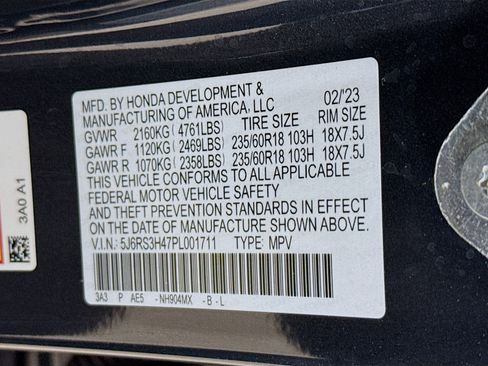 MFD. BY HONDA DEVELOPMENT & 02/'23
MANUFACTURING OF AMERICA, LLC
TIRE SIZE RIM SIZE
GVWR 2160KG (4761LBS)
GAWR F 1120KG (2469LBS) 235/60R18 103H 18X7.5J
GAWR R 1070KG (2358LBS) 235/60R18 103H 18X7.5J
THIS VEHICLE CONFORMS TO ALL APPLICABLE
FEDERAL MOTOR VEHICLE SAFETY
AND THEFT PREVENTION STANDARDS IN EFFECT
ON THE DATE OF MANUFACTURE SHOWN ABOVE.
V.I.N.: 5J6RS3H47PL001711 TYPE: MPV
3A3 P AE5 -NH904MX -B-L
3A0 A1